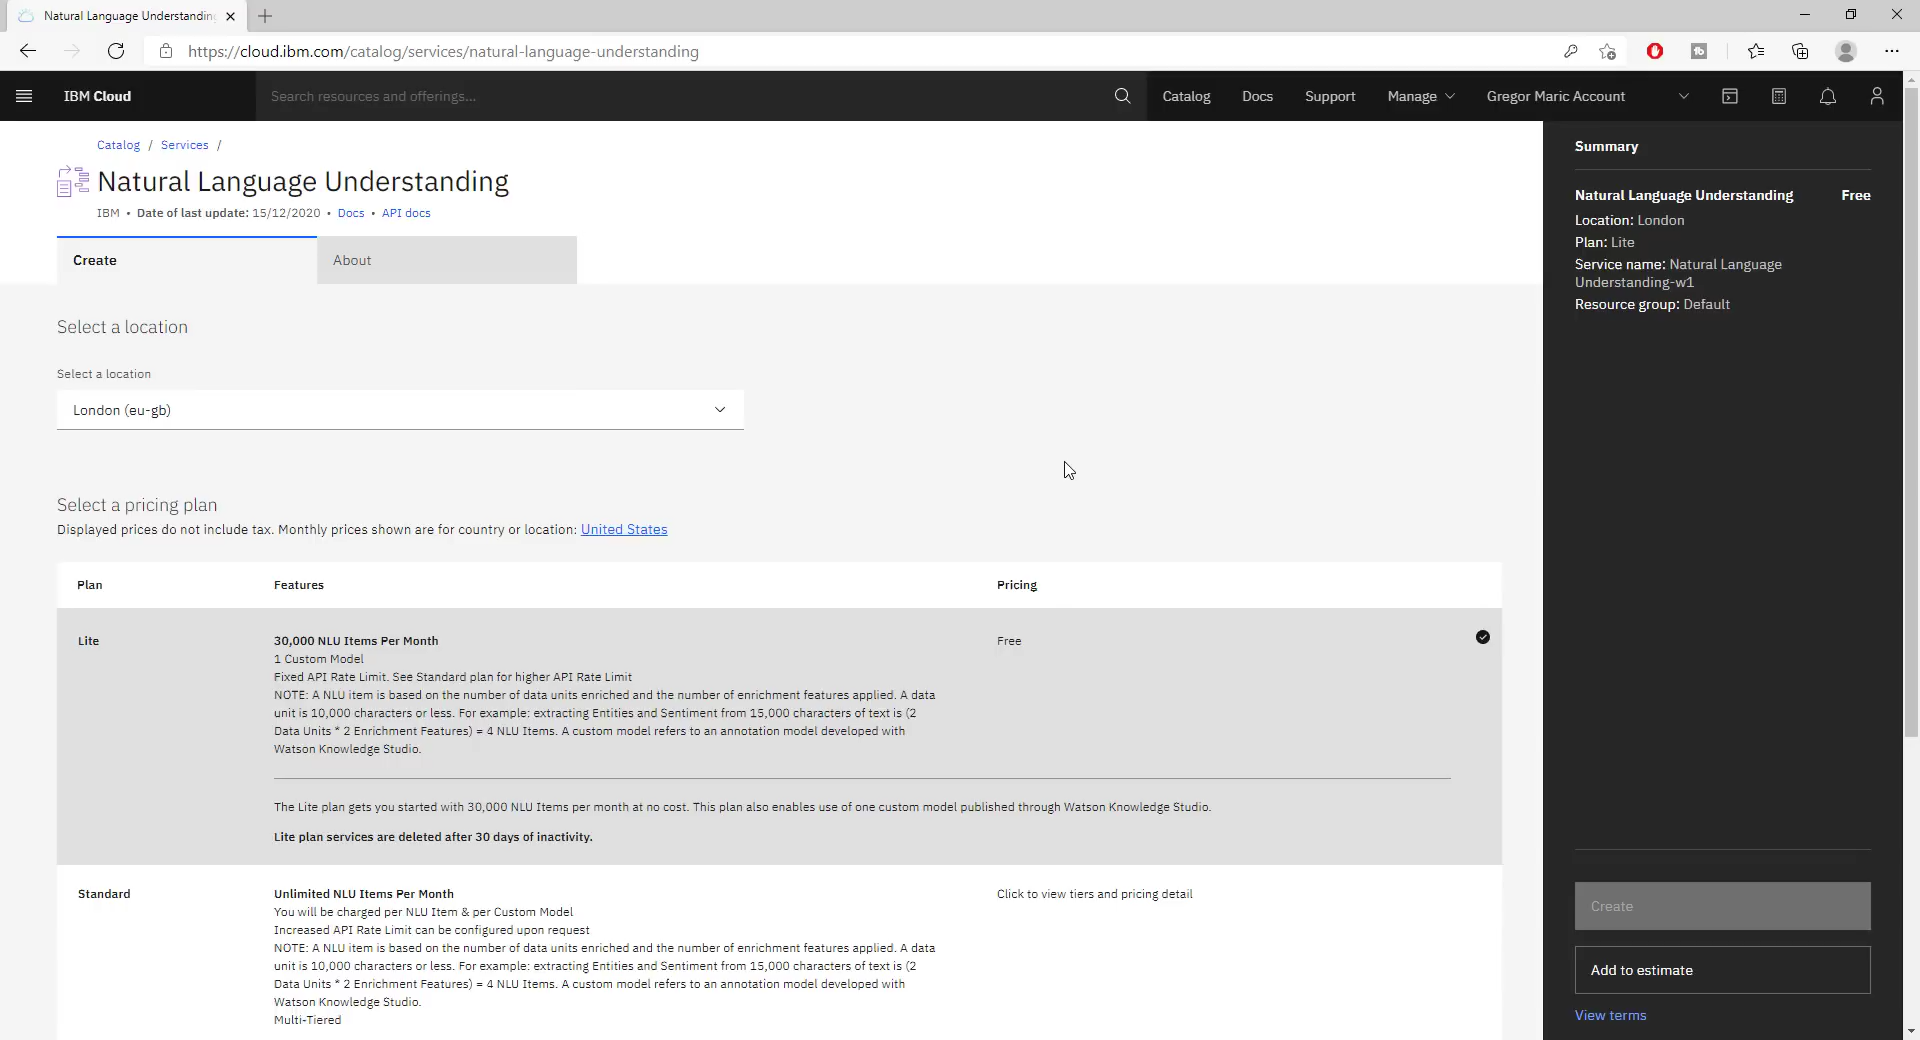 Natural Language Understanding
https://cloud.ibm.com/catalog/services/natural-language-understanding
IBM Cloud
Search resources and offerings...
Catalog
Docs
Support
Manage
Gregor Maric Account
Catalog / Services /
Natural Language Understanding
IBM • Date of last update: 15/12/2020 • Docs • API docs
Create
About
Select a location
Select a location
London (eu-gb)
Select a pricing plan
Displayed prices do not include tax. Monthly prices shown are for country or location: United States
Plan
Features
Pricing
Lite
30,000 NLU Items Per Month
Free
1 Custom Model
Fixed API Rate Limit. See Standard plan for higher API Rate Limit
NOTE: A NLU item is based on the number of data units enriched and the number of enrichment features applied. A data
unit is 10,000 characters or less. For example: extracting Entities and Sentiment from 15,000 characters of text is (2
Data Units * 2 Enrichment Features) = 4 NLU Items. A custom model refers to an annotation model developed with
Watson Knowledge Studio.
The Lite plan gets you started with 30,000 NLU Items per month at no cost. This plan also enables use of one custom model published through Watson Knowledge Studio.
Lite plan services are deleted after 30 days of inactivity.
Standard
Unlimited NLU Items Per Month
Click to view tiers and pricing detail
You will be charged per NLU Item & per Custom Model
Increased API Rate Limit can be configured upon request
NOTE: A NLU item is based on the number of data units enriched and the number of enrichment features applied. A data
unit is 10,000 characters or less. For example: extracting Entities and Sentiment from 15,000 characters of text is (2
Data Units * 2 Enrichment Features) = 4 NLU Items. A custom model refers to an annotation model developed with
Watson Knowledge Studio.
Multi-Tiered
Summary
Natural Language Understanding
Free
Location: London
Plan: Lite
Service name: Natural Language
Understanding-w1
Resource group: Default
Create
Add to estimate
View terms